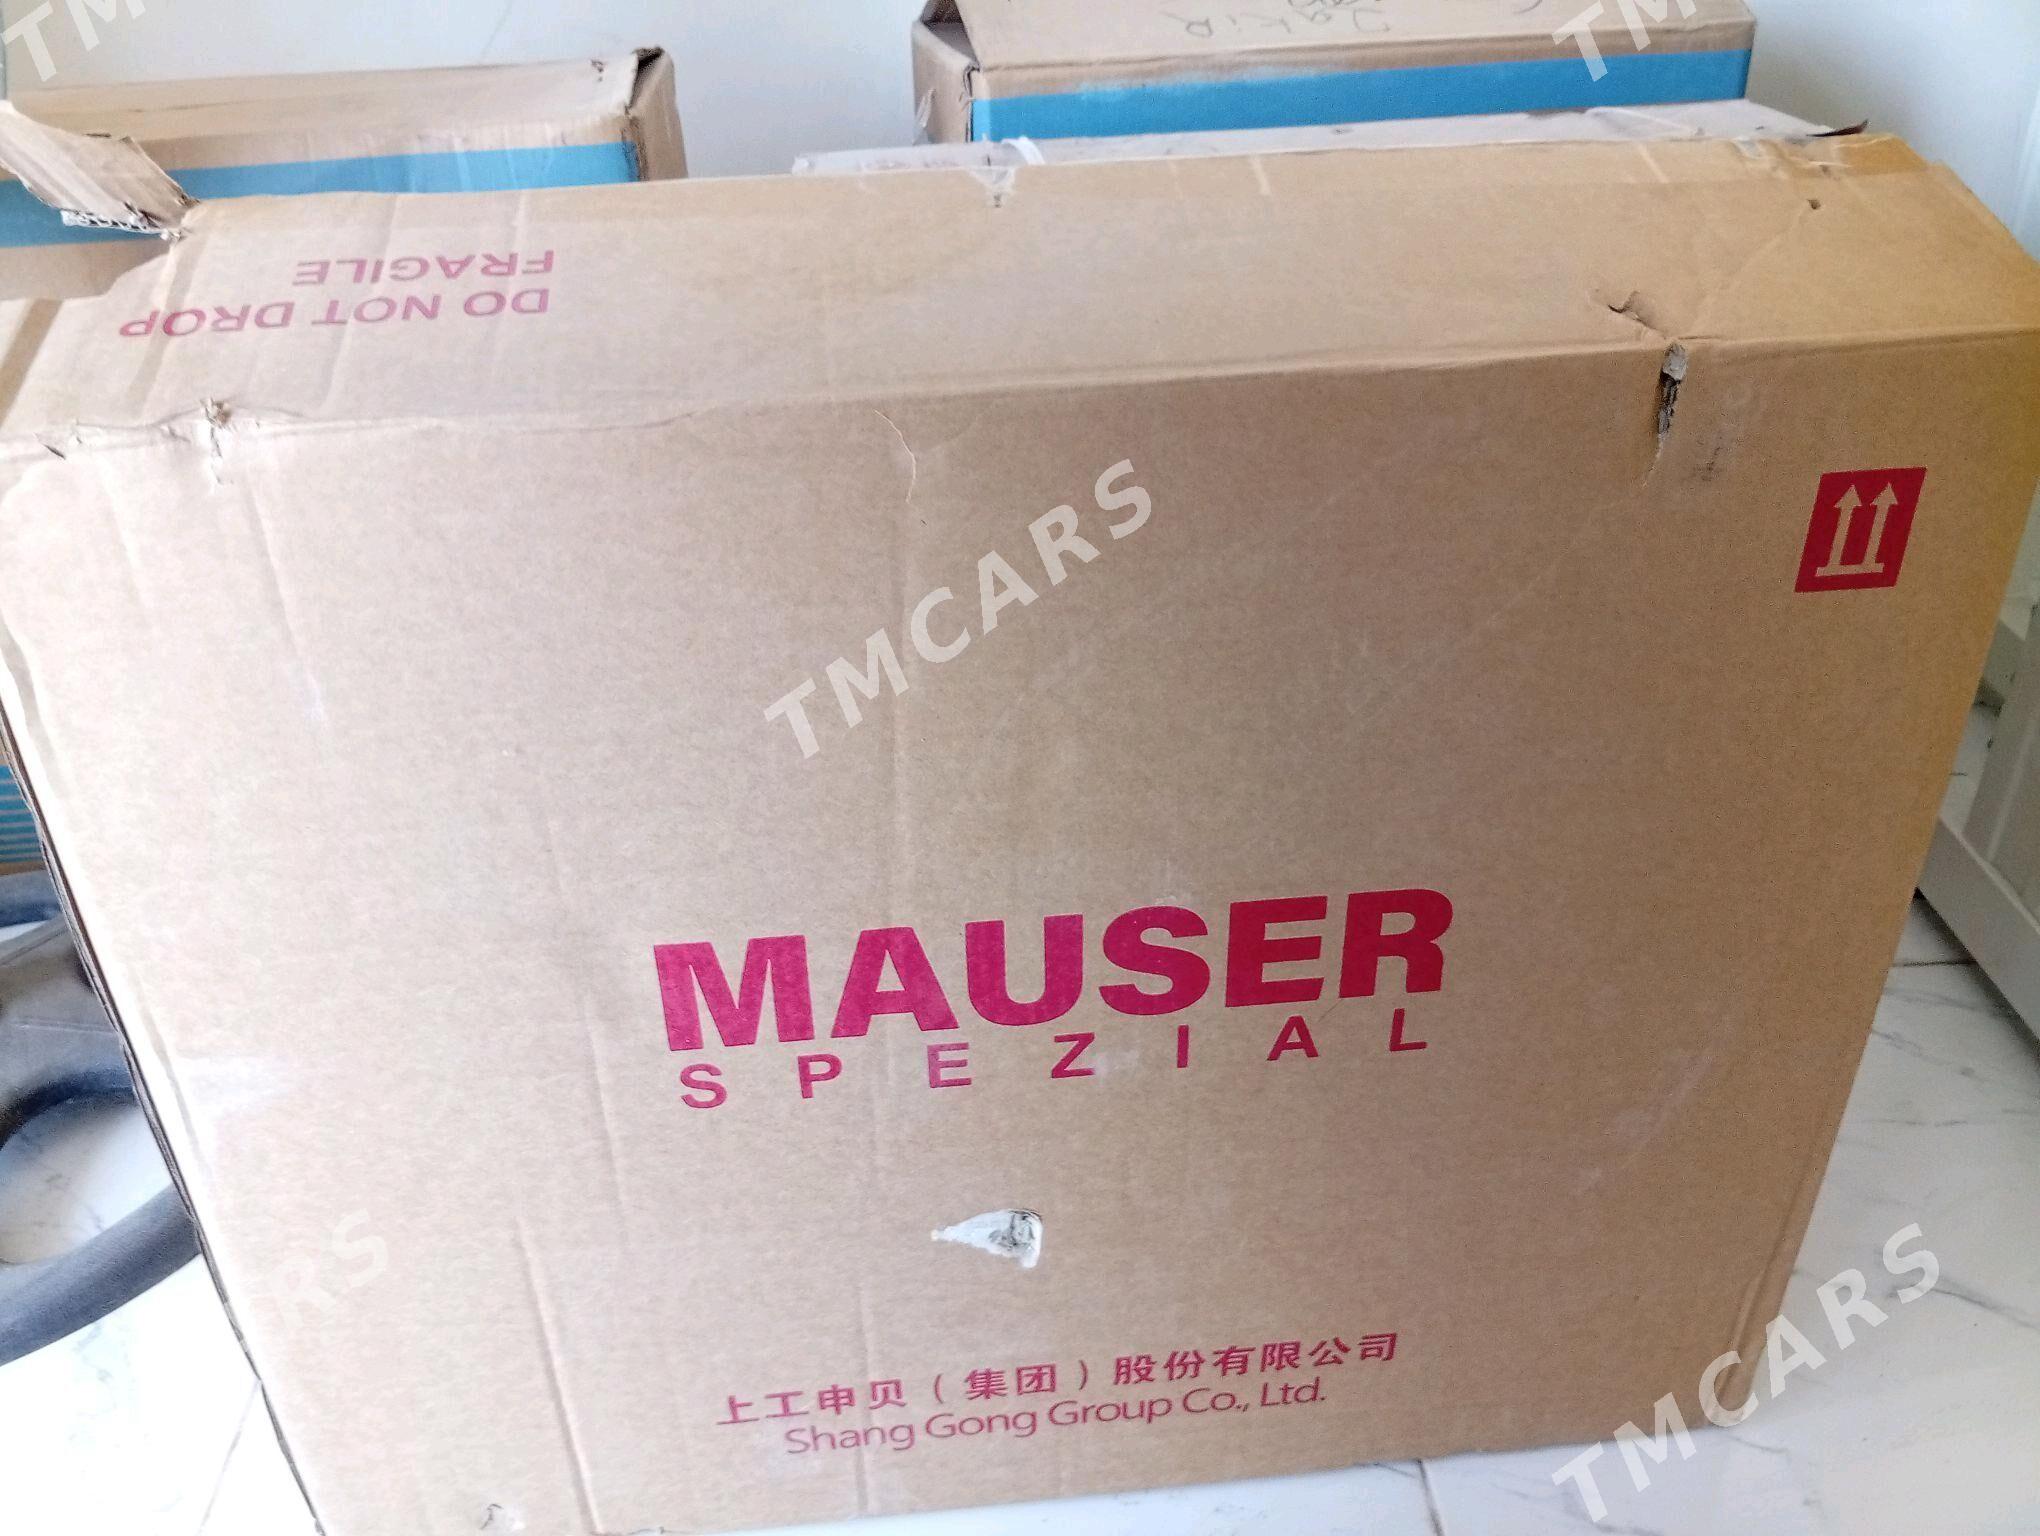 TMCARS
FRAGILE
DO NOT DROP
TMCARS
MAUSER
SPEZIAL
上工申贝（集团）股份有限公司
Shang Gong Group Co., Ltd.
TMCARS